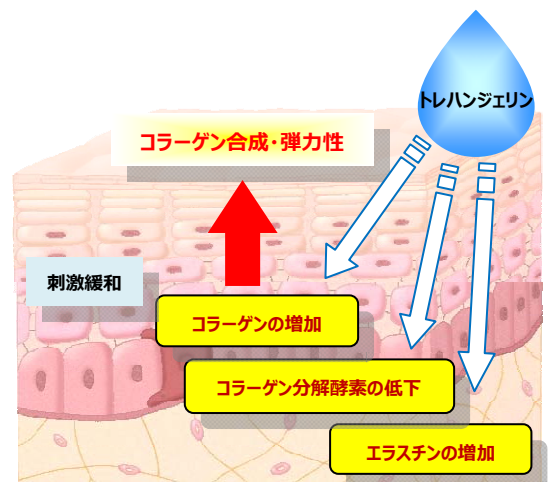 トレハンジェリン
コラーゲン合成・弾力性
刺激緩和
コラーゲンの増加
コラーゲン分解酵素の低下
エラスチンの増加